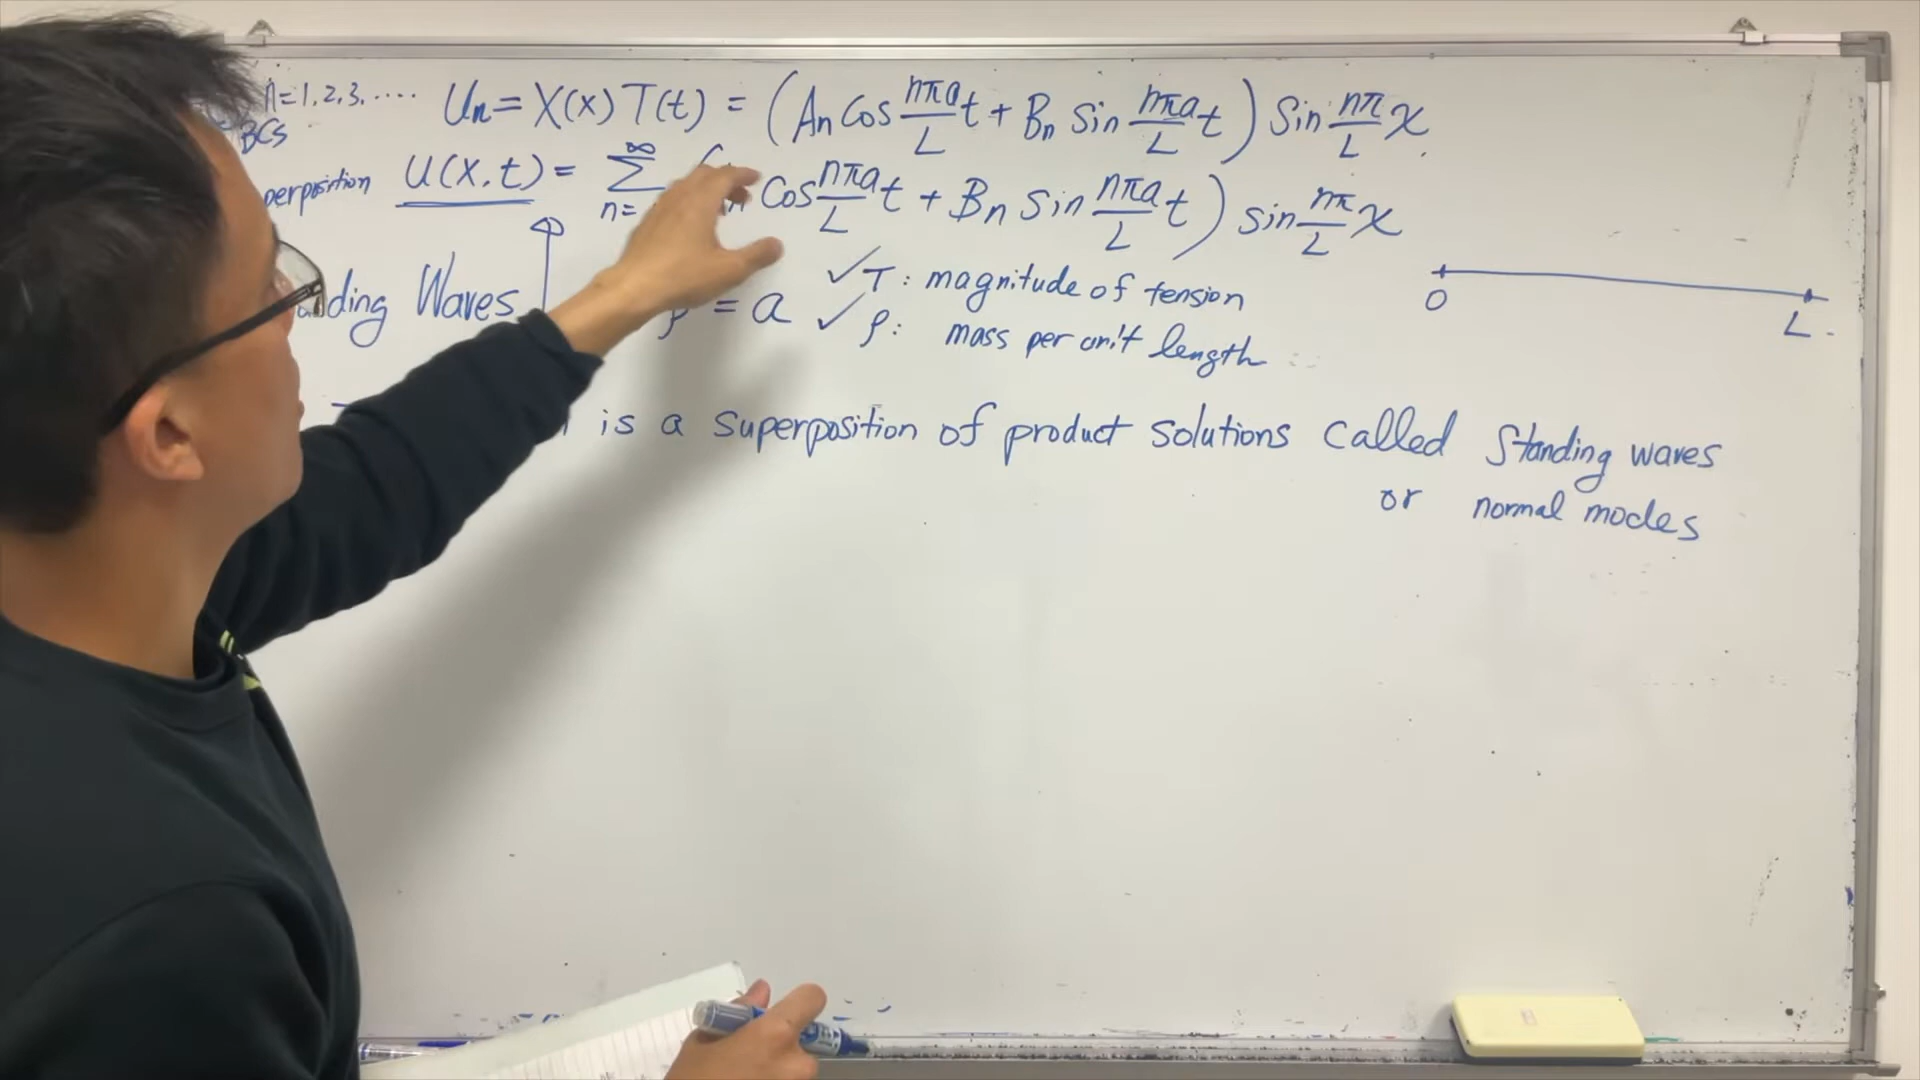 n=1,2,3,.... Un = X(x) T(t) = (An Cos nπa/L t + Bn Sin nπa/L t) Sin nπ/L x.
BCs
U(x,t) = ∑ ∞ n= Cos nπa/L t + Bn Sin nπa/L t) Sin nπ/L x
Waves
= a
✓ T: magnitude of tension
✓ ρ: mass per unit length
0 L.
is a superposition of product solutions called Standing waves
or normal modes